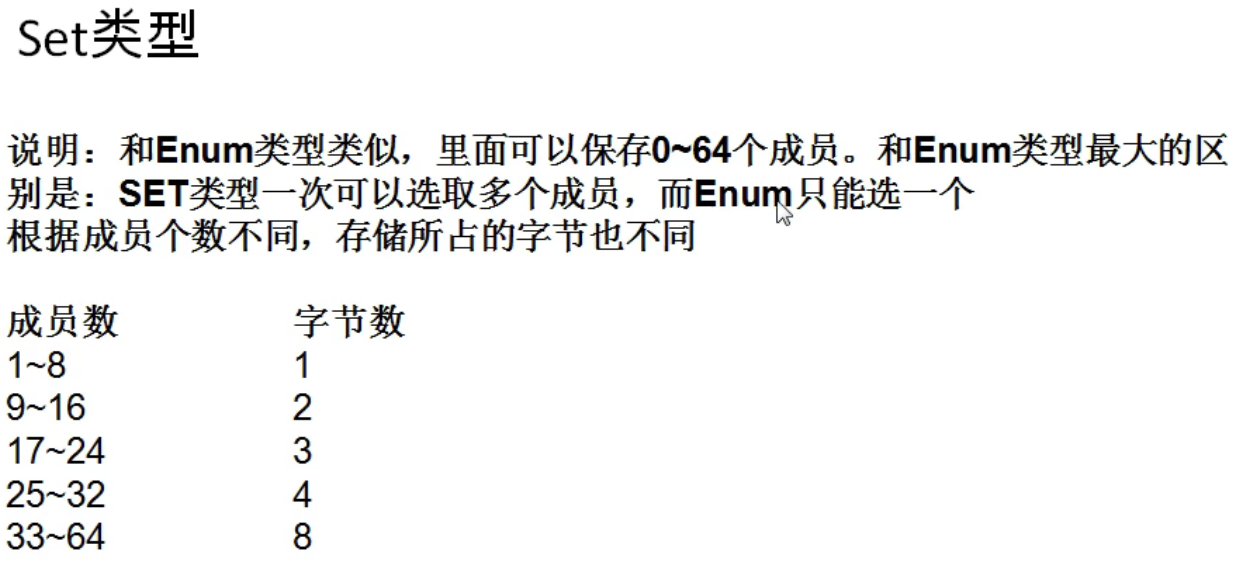 Set类型
说明：和Enum类型类似，里面可以保存0~64个成员。和Enum类型最大的区
别是：SET类型一次可以选取多个成员，而Enum只能选一个
根据成员个数不同，存储所占的字节也不同
成员数 字节数
1~8 1
9~16 2
17~24 3
25~32 4
33~64 8